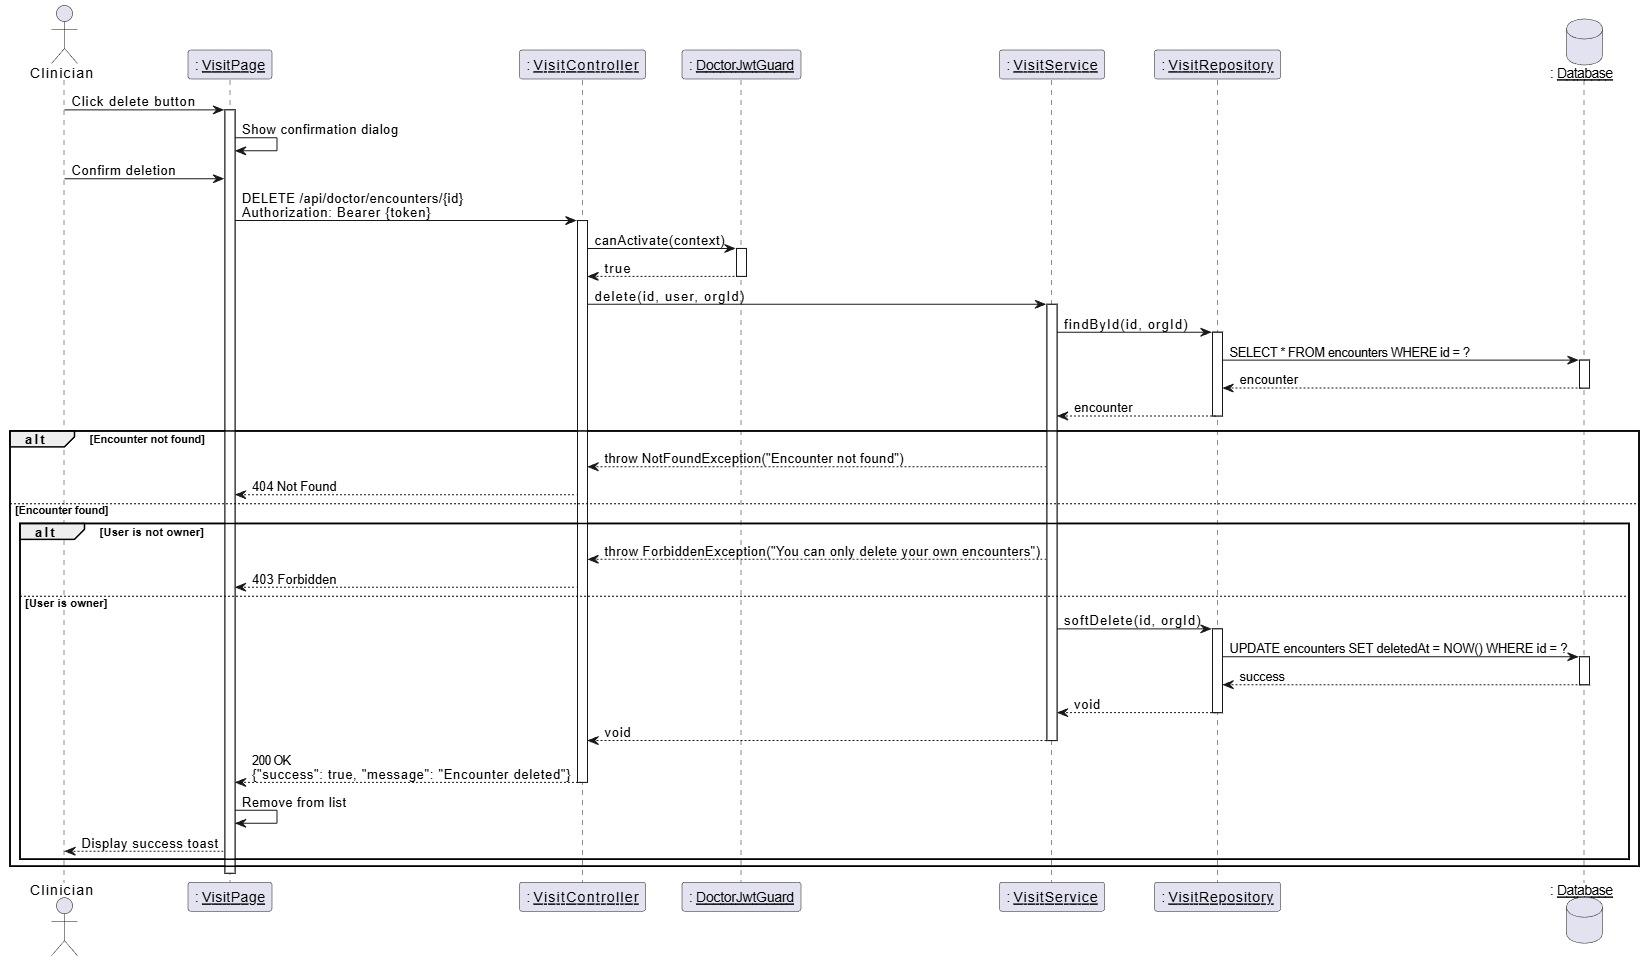 Clinician
: VisitPage
: VisitController
: DoctorJwtGuard
: VisitService
: VisitRepository
: Database
Click delete button
Show confirmation dialog
Confirm deletion
DELETE /api/doctor/encounters/{id}
Authorization: Bearer {token}
canActivate(context)
true
delete(id, user, orgId)
findById(id, orgId)
SELECT * FROM encounters WHERE id = ?
encounter
encounter
alt
[Encounter not found]
throw NotFoundException("Encounter not found")
404 Not Found
[Encounter found]
alt
[User is not owner]
throw ForbiddenException("You can only delete your own encounters")
403 Forbidden
[User is owner]
softDelete(id, orgId)
UPDATE encounters SET deletedAt = NOW() WHERE id = ?
success
void
void
200 OK
{"success": true, "message": "Encounter deleted"}
Remove from list
Display success toast
Clinician
: VisitPage
: VisitController
: DoctorJwtGuard
: VisitService
: VisitRepository
: Database